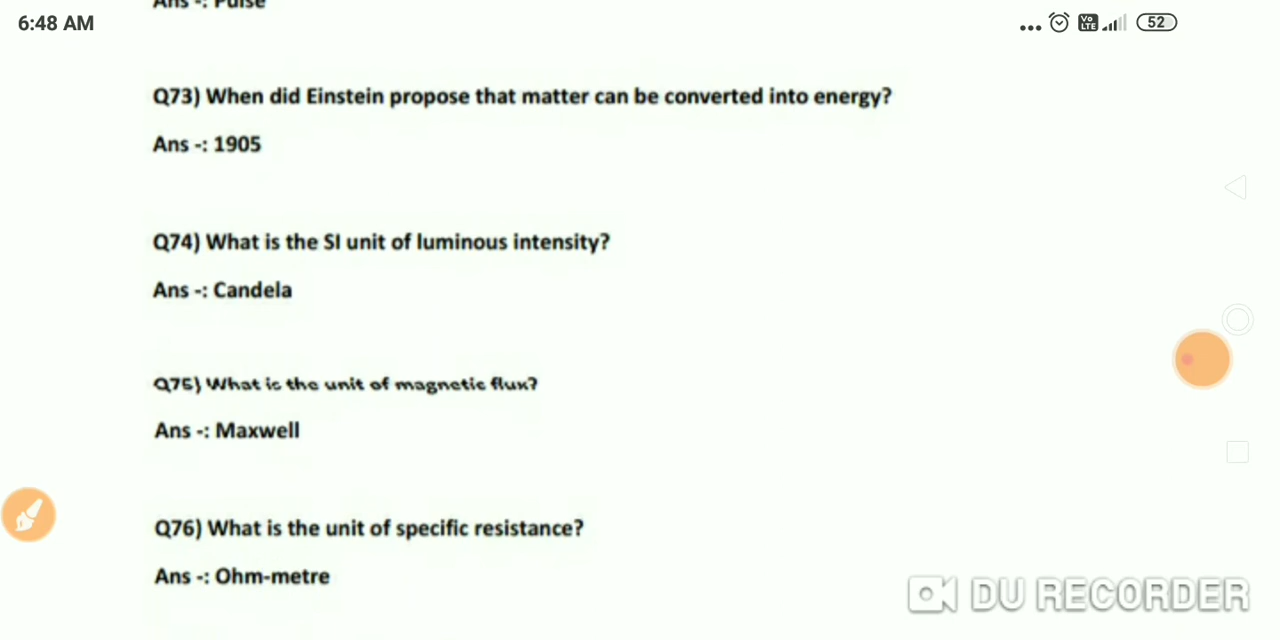 Ans -: Pulse
6:48 AM
Vo
LTE
52
Q73) When did Einstein propose that matter can be converted into energy?
Ans -: 1905
Q74) What is the SI unit of luminous intensity?
Ans -: Candela
Q75) What is the unit of magnetic flux?
Ans -: Maxwell
Q76) What is the unit of specific resistance?
Ans -: Ohm-metre
DU RECORDER